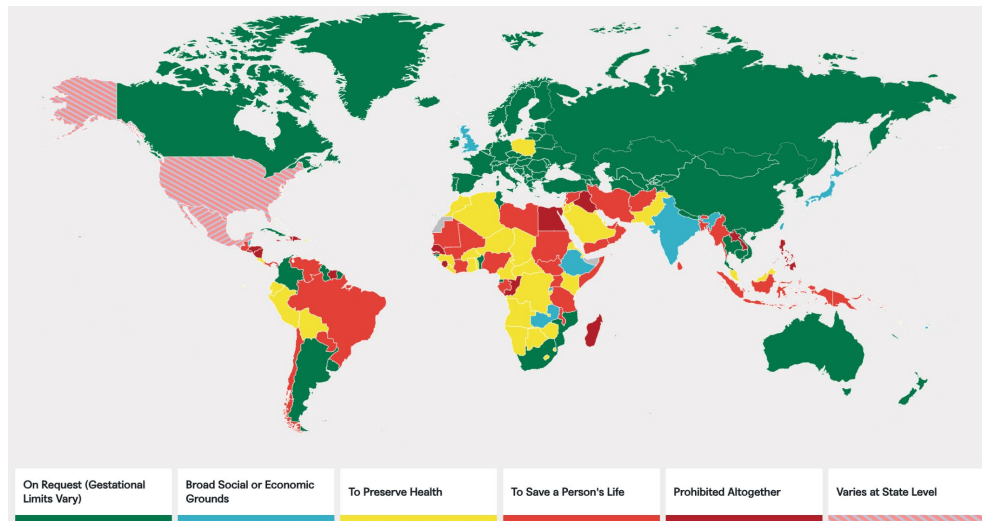 On Request (Gestational
Limits Vary)
Broad Social or Economic
Grounds
To Preserve Health
To Save a Person's Life
Prohibited Altogether
Varies at State Level